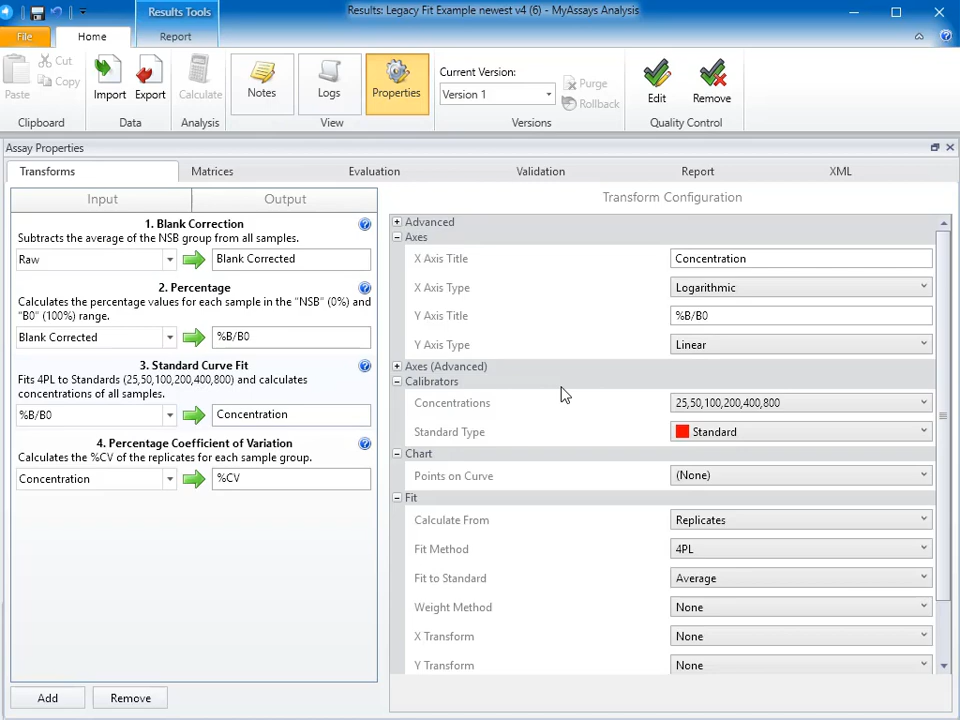 Results Tools
Results: Legacy Fit Example newest v4 (6) - MyAssays Analysis
File
Home
Report
Paste
Cut
Copy
Import
Export
Calculate
Notes
Logs
Properties
Current Version:
Version 1
Purge
Rollback
Edit
Remove
Clipboard
Data
Analysis
View
Versions
Quality Control
Assay Properties
Transforms
Matrices
Evaluation
Validation
Report
XML
Input
Output
1. Blank Correction
Subtracts the average of the NSB group from all samples.
Raw
Blank Corrected
2. Percentage
Calculates the percentage values for each sample in the "NSB" (0%) and
"B0" (100%) range.
Blank Corrected
%B/B0
3. Standard Curve Fit
Fits 4PL to Standards (25,50,100,200,400,800) and calculates
concentrations of all samples.
%B/B0
Concentration
4. Percentage Coefficient of Variation
Calculates the %CV of the replicates for each sample group.
Concentration
%CV
Add
Remove
Transform Configuration
Advanced
Axes
X Axis Title
Concentration
X Axis Type
Logarithmic
Y Axis Title
%B/B0
Y Axis Type
Linear
Axes (Advanced)
Calibrators
Concentrations
25,50,100,200,400,800
Standard Type
Standard
Chart
Points on Curve
(None)
Fit
Calculate From
Replicates
Fit Method
4PL
Fit to Standard
Average
Weight Method
None
X Transform
None
Y Transform
None